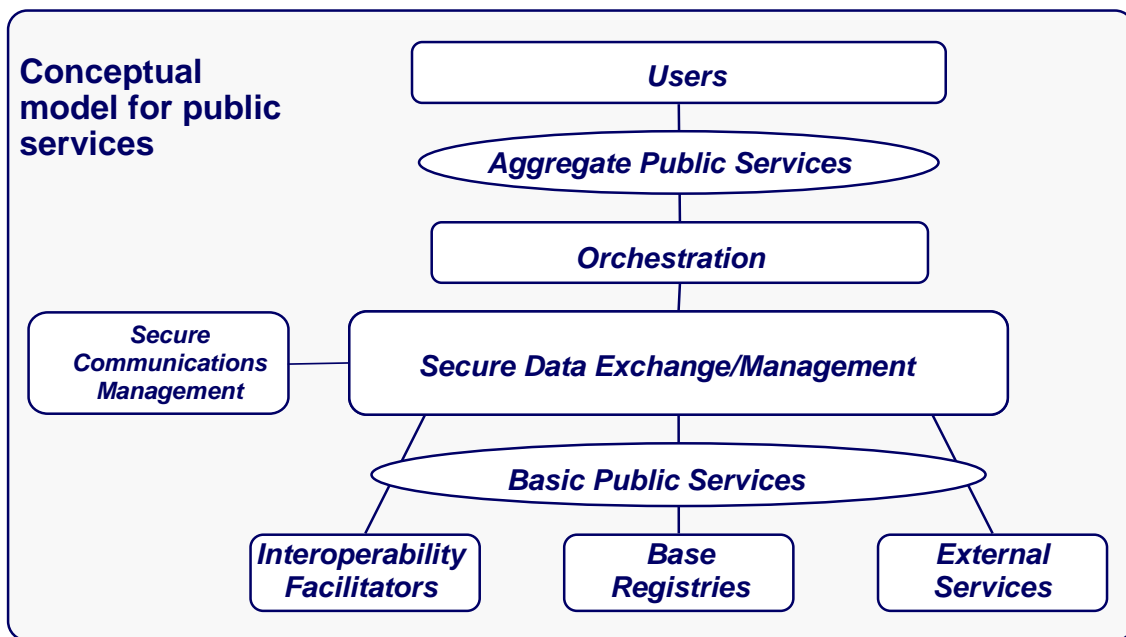 Conceptual
model for public
services
Users
Aggregate Public Services
Orchestration
Secure
Communications
Management
Secure Data Exchange/Management
Basic Public Services
Interoperability
Facilitators
Base
Registries
External
Services